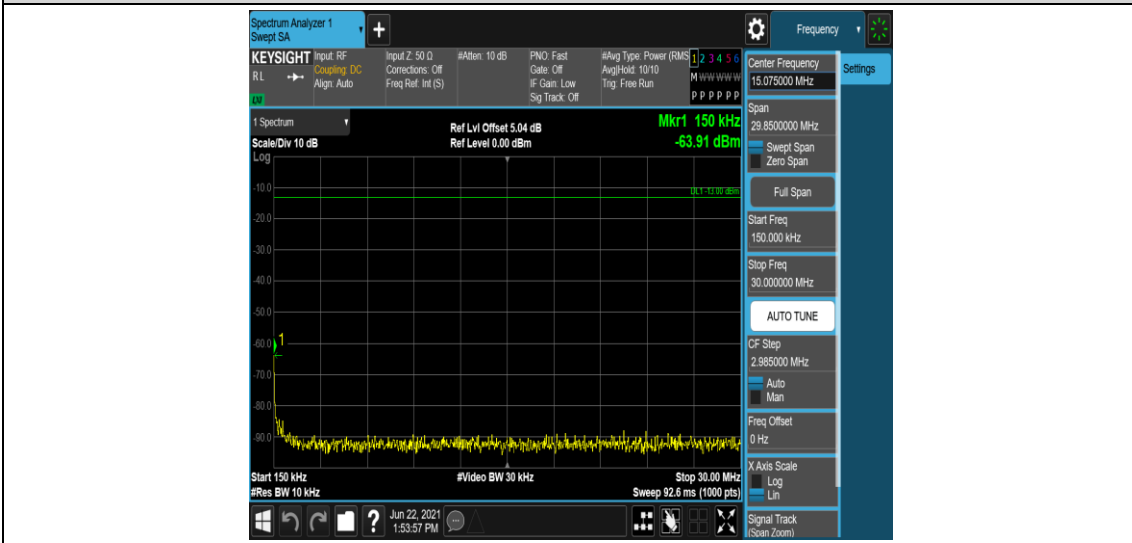 Spectrum Analyzer 1
Swept SA
+
Frequency
KEYSIGHT
RL
LXI
Input: RF
Coupling: DC
Align: Auto
Input Z: 50 Ω
Corrections: Off
Freq Ref: Int (S)
#Atten: 10 dB
PNO: Fast
Gate: Off
IF Gain: Low
Sig Track: Off
#Avg Type: Power (RMS
Avg|Hold: 10/10
Trig: Free Run
1 2 3 4 5 6
M W W W W W
P P P P P P
1 Spectrum
Scale/Div 10 dB
Log
Ref Lvl Offset 5.04 dB
Ref Level 0.00 dBm
Mkr1 150 kHz
-63.91 dBm
DL1 -13.00 dBm
-10.0
-20.0
-30.0
-40.0
-50.0
-60.0
-70.0
-80.0
-90.0
1
Start 150 kHz
#Res BW 10 kHz
#Video BW 30 kHz
Stop 30.00 MHz
Sweep 92.6 ms (1000 pts)
Jun 22, 2021
1:53:57 PM
?
Center Frequency
15.075000 MHz
Span
29.8500000 MHz
Swept Span
Zero Span
Full Span
Start Freq
150.000 kHz
Stop Freq
30.000000 MHz
AUTO TUNE
CF Step
2.985000 MHz
Auto
Man
Freq Offset
0 Hz
X Axis Scale
Log
Lin
Signal Track
(Span Zoom)
Settings